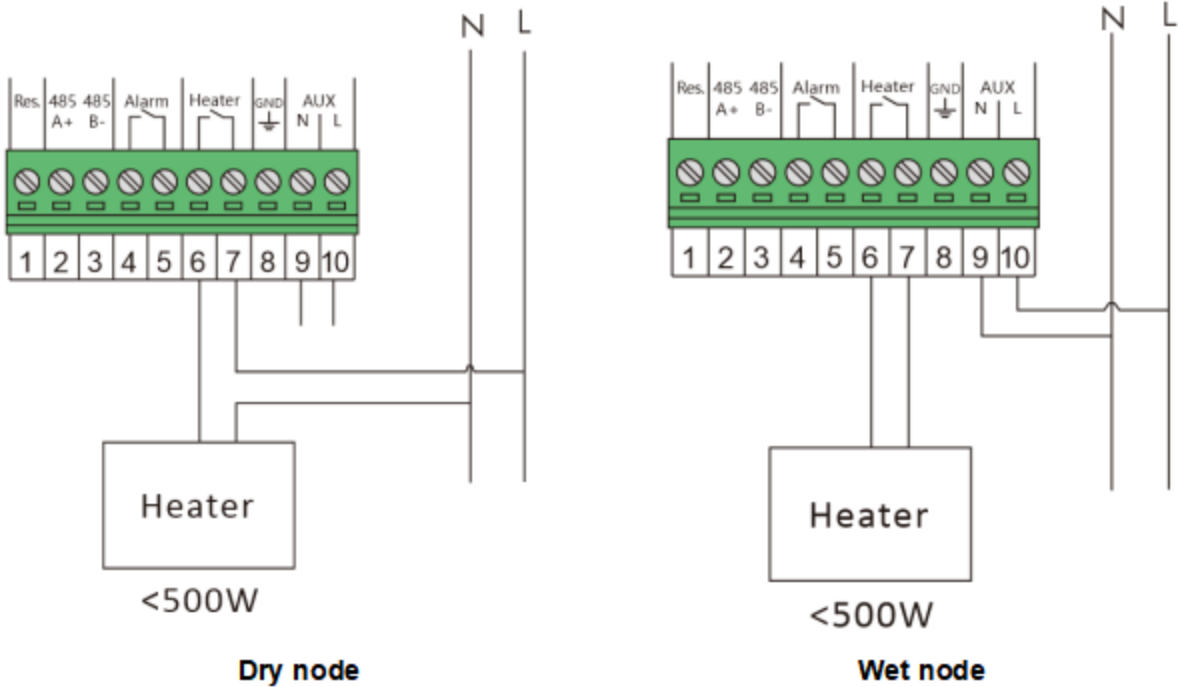 N L
Res. 485 485 Alarm Heater GND AUX
A+ B- N L
1 2 3 4 5 6 7 8 9 10
Heater
<500W
Dry node
N L
Res. 485 485 Alarm Heater GND AUX
A+ B- N L
1 2 3 4 5 6 7 8 9 10
Heater
<500W
Wet node